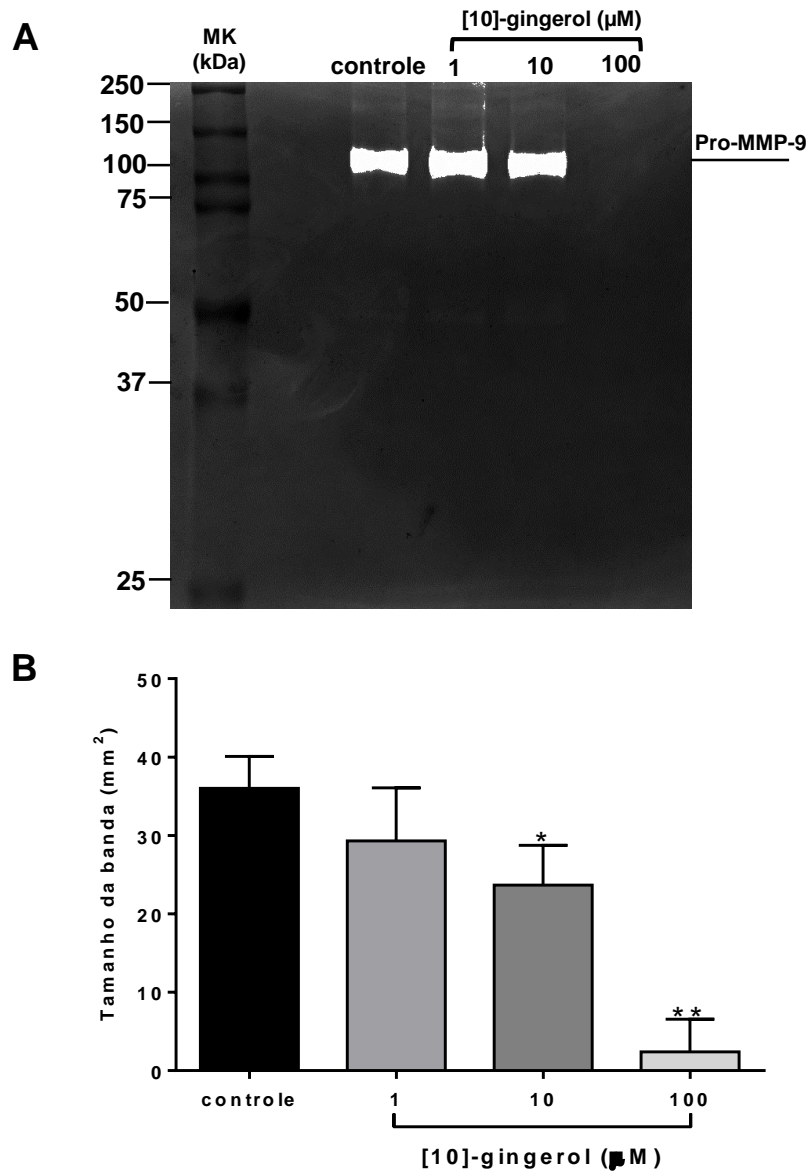 A
MK
(kDa)
[10]-gingerol (µM)
controle 1 10 100
250
150
100
75
50
37
25
Pro-MMP-9
B
Tamanho da banda (mm²)
50
40
30
20
10
0
*
**
controle 1 10 100
[10]-gingerol (µM)